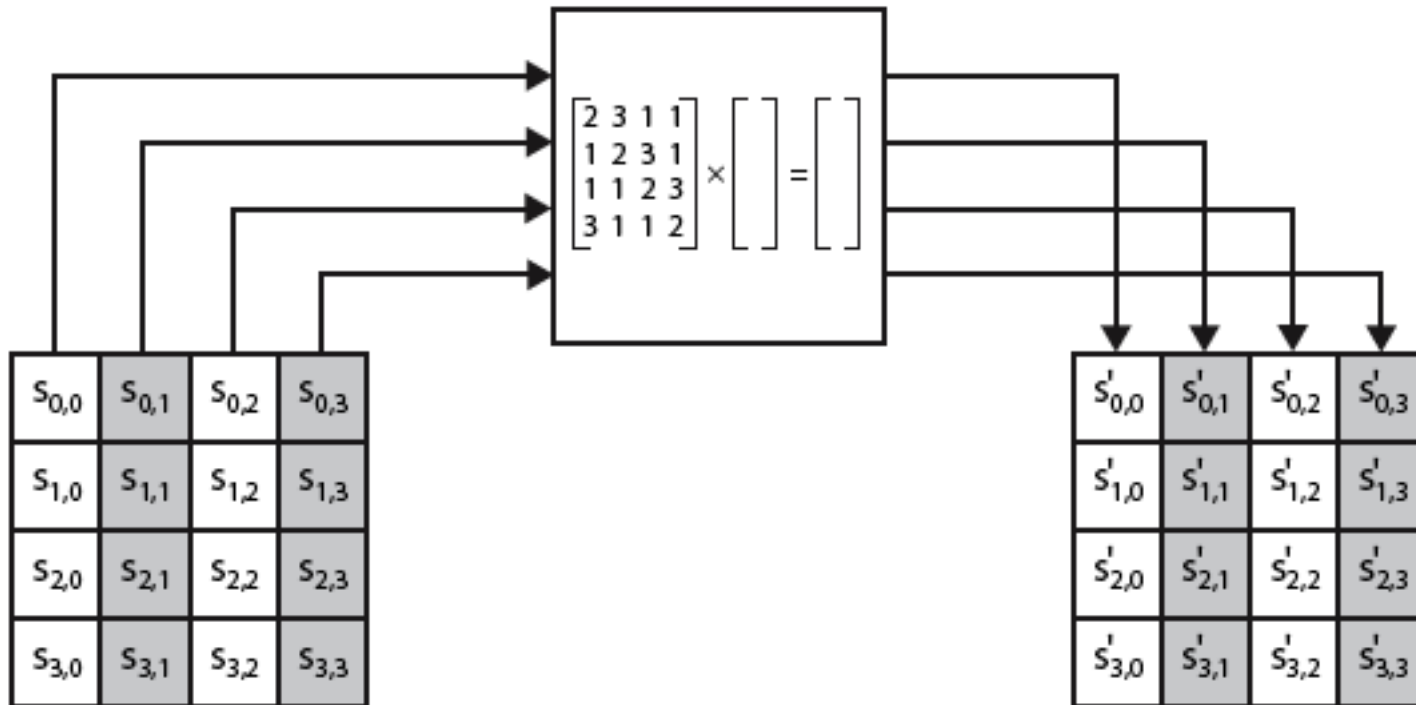 2 3 1 1
1 2 3 1
1 1 2 3
3 1 1 2
× =
S0,0 S0,1 S0,2 S0,3
S1,0 S1,1 S1,2 S1,3
S2,0 S2,1 S2,2 S2,3
S3,0 S3,1 S3,2 S3,3
S'0,0 S'0,1 S'0,2 S'0,3
S'1,0 S'1,1 S'1,2 S'1,3
S'2,0 S'2,1 S'2,2 S'2,3
S'3,0 S'3,1 S'3,2 S'3,3